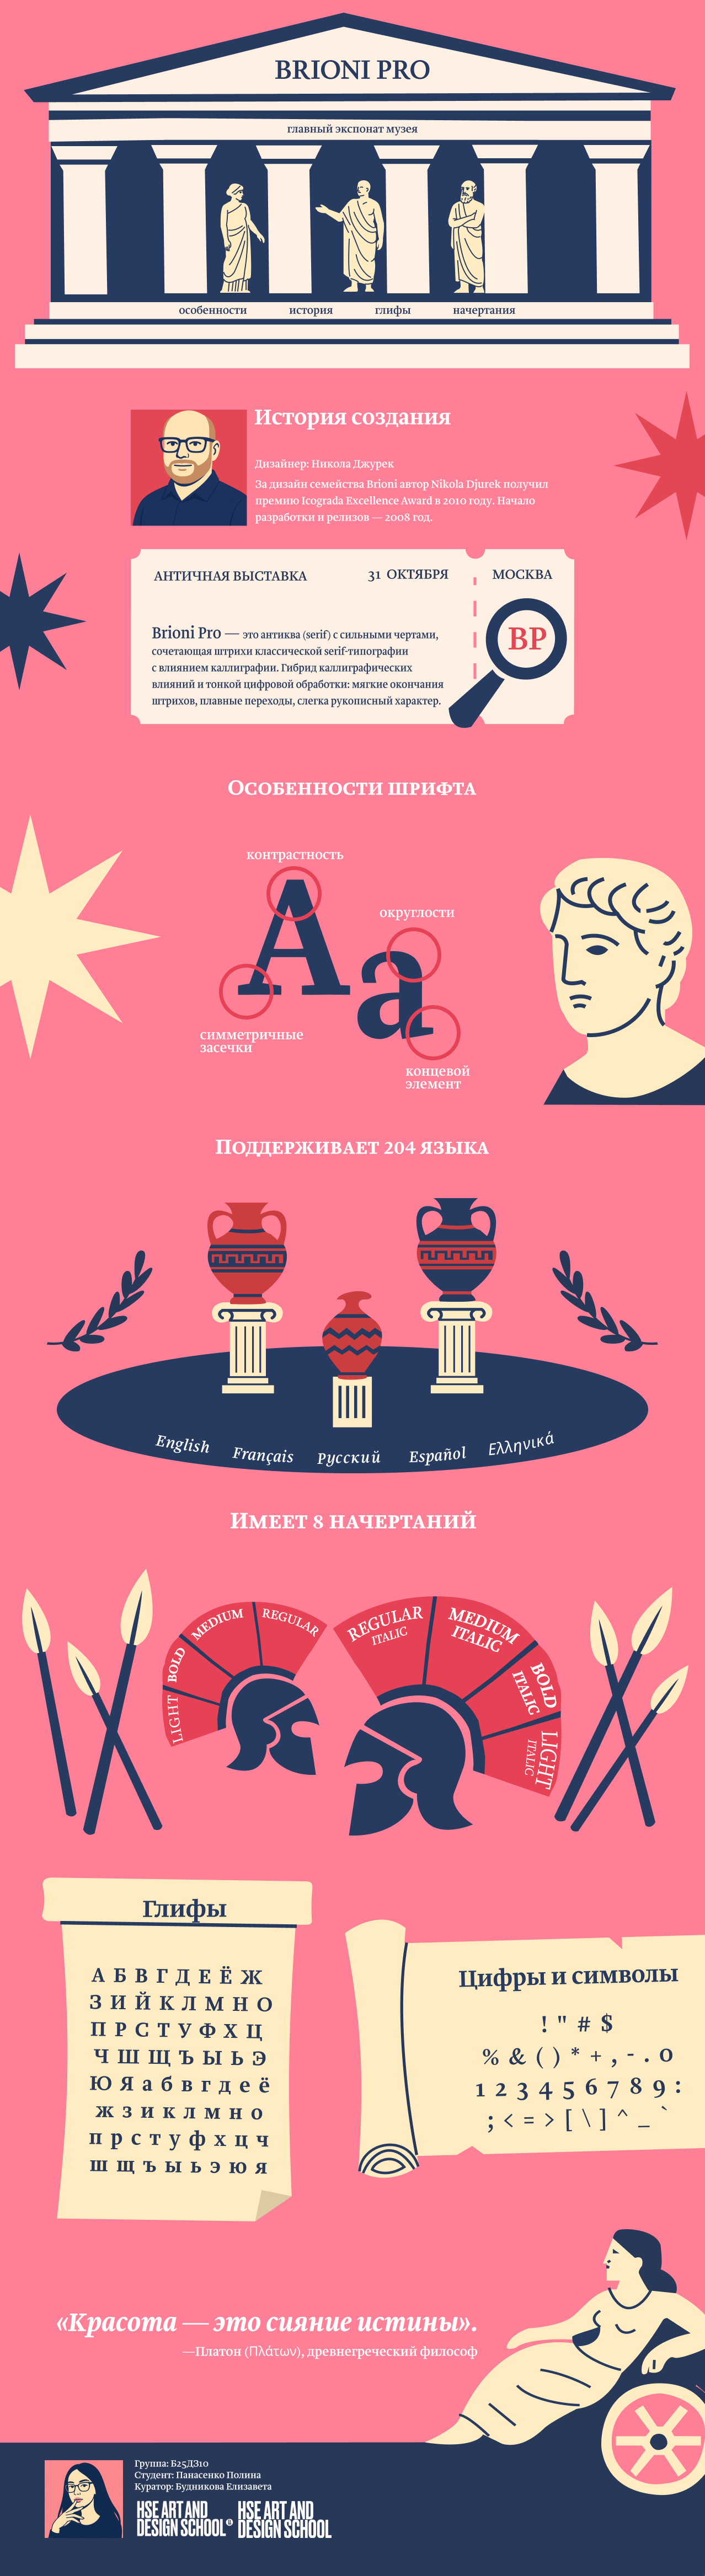 BRIONI PRO
главный экспонат музея
особенности история глифы начертания
История создания
Дизайнер: Никола Джурек
За дизайн семейства Brioni автор Nikola Djurek получил
премию Icograda Excellence Award в 2010 году. Начало
разработки и релизов — 2008 год.
АНТИЧНАЯ ВЫСТАВКА 31 ОКТЯБРЯ МОСКВА
Brioni Pro — это антиква (serif) с сильными чертами,
сочетающая штрихи классической serif-типографии
с влиянием каллиграфии. Гибрид каллиграфических
влияний и тонкой цифровой обработки: мягкие окончания
штрихов, плавные переходы, слегка рукописный характер.
BP
Особенности шрифта
контрастность
округлости
Aa
симметричные
засечки
концевой
элемент
Поддерживает 204 языка
English Français Русский Español Ελληνικά
Имеет 8 начертаний
LIGHT
BOLD
MEDIUM
REGULAR
REGULAR
ITALIC
MEDIUM
ITALIC
BOLD
ITALIC
LIGHT
ITALIC
Глифы
А Б В Г Д Е Ё Ж
З И Й К Л М Н О
П Р С Т У Ф Х Ц
Ч Ш Щ Ъ Ы Ь Э
Ю Я а б в г д е ё
ж з и к л м н о
п р с т у ф х ц ч
ш щ ъ ы ь э ю я
Цифры и символы
! " # $
% & ( ) * + , - . 0
1 2 3 4 5 6 7 8 9 :
; < = > [ \ ] ^ _ `
«Красота — это сияние истины».
—Платон (Πλάτων), древнегреческий философ
Группа: Б25ДЗ10
Студент: Панасенко Полина
Куратор: Будникова Елизавета
HSE ART AND
DESIGN SCHOOL
HSE ART AND
DESIGN SCHOOL